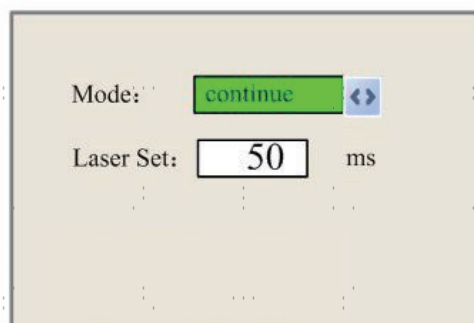 Mode： continue
Laser Set： 50 ms